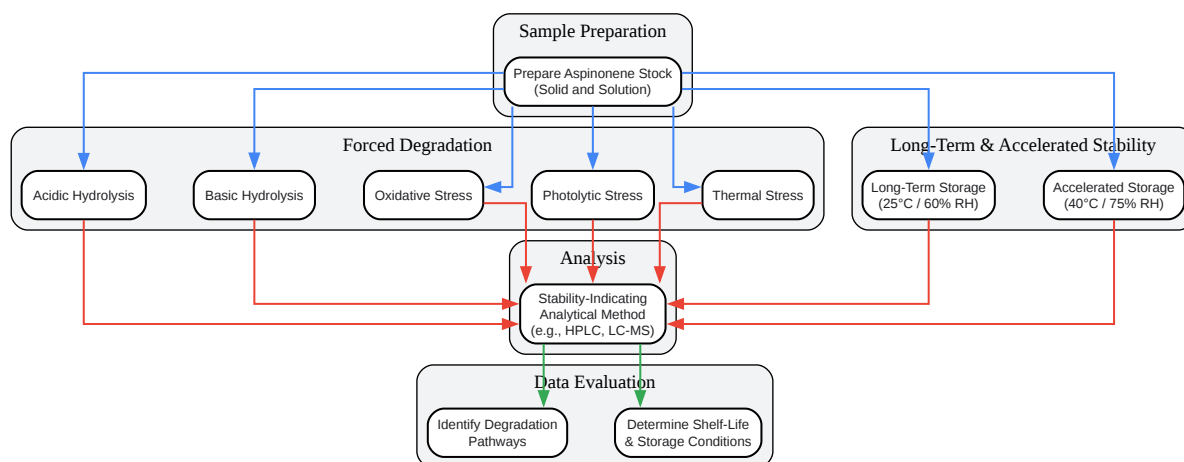 Sample Preparation
Prepare Aspinonene Stock
(Solid and Solution)
Forced Degradation
Acidic Hydrolysis
Basic Hydrolysis
Oxidative Stress
Photolytic Stress
Thermal Stress
Long-Term & Accelerated Stability
Long-Term Storage
(25°C / 60% RH)
Accelerated Storage
(40°C / 75% RH)
Analysis
Stability-Indicating
Analytical Method
(e.g., HPLC, LC-MS)
Data Evaluation
Identify Degradation
Pathways
Determine Shelf-Life
& Storage Conditions